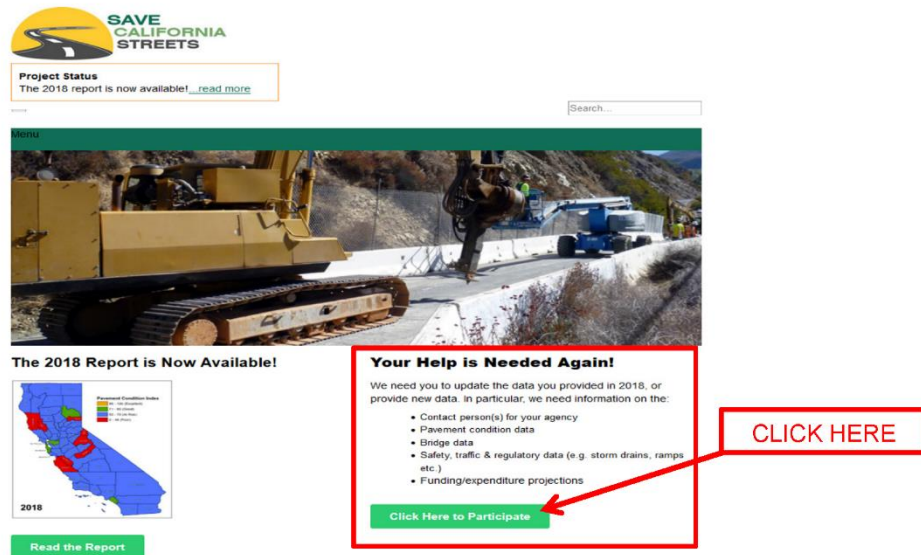 SAVE
CALIFORNIA
STREETS
Project Status
The 2018 report is now available!...read more
Search...
Menu
The 2018 Report is Now Available!
Pavement Condition Index
2018
Read the Report
Your Help is Needed Again!
We need you to update the data you provided in 2018, or
provide new data. In particular, we need information on the:
• Contact person(s) for your agency
• Pavement condition data
• Bridge data
• Safety, traffic & regulatory data (e.g. storm drains, ramps
etc.)
• Funding/expenditure projections
Click Here to Participate
CLICK HERE